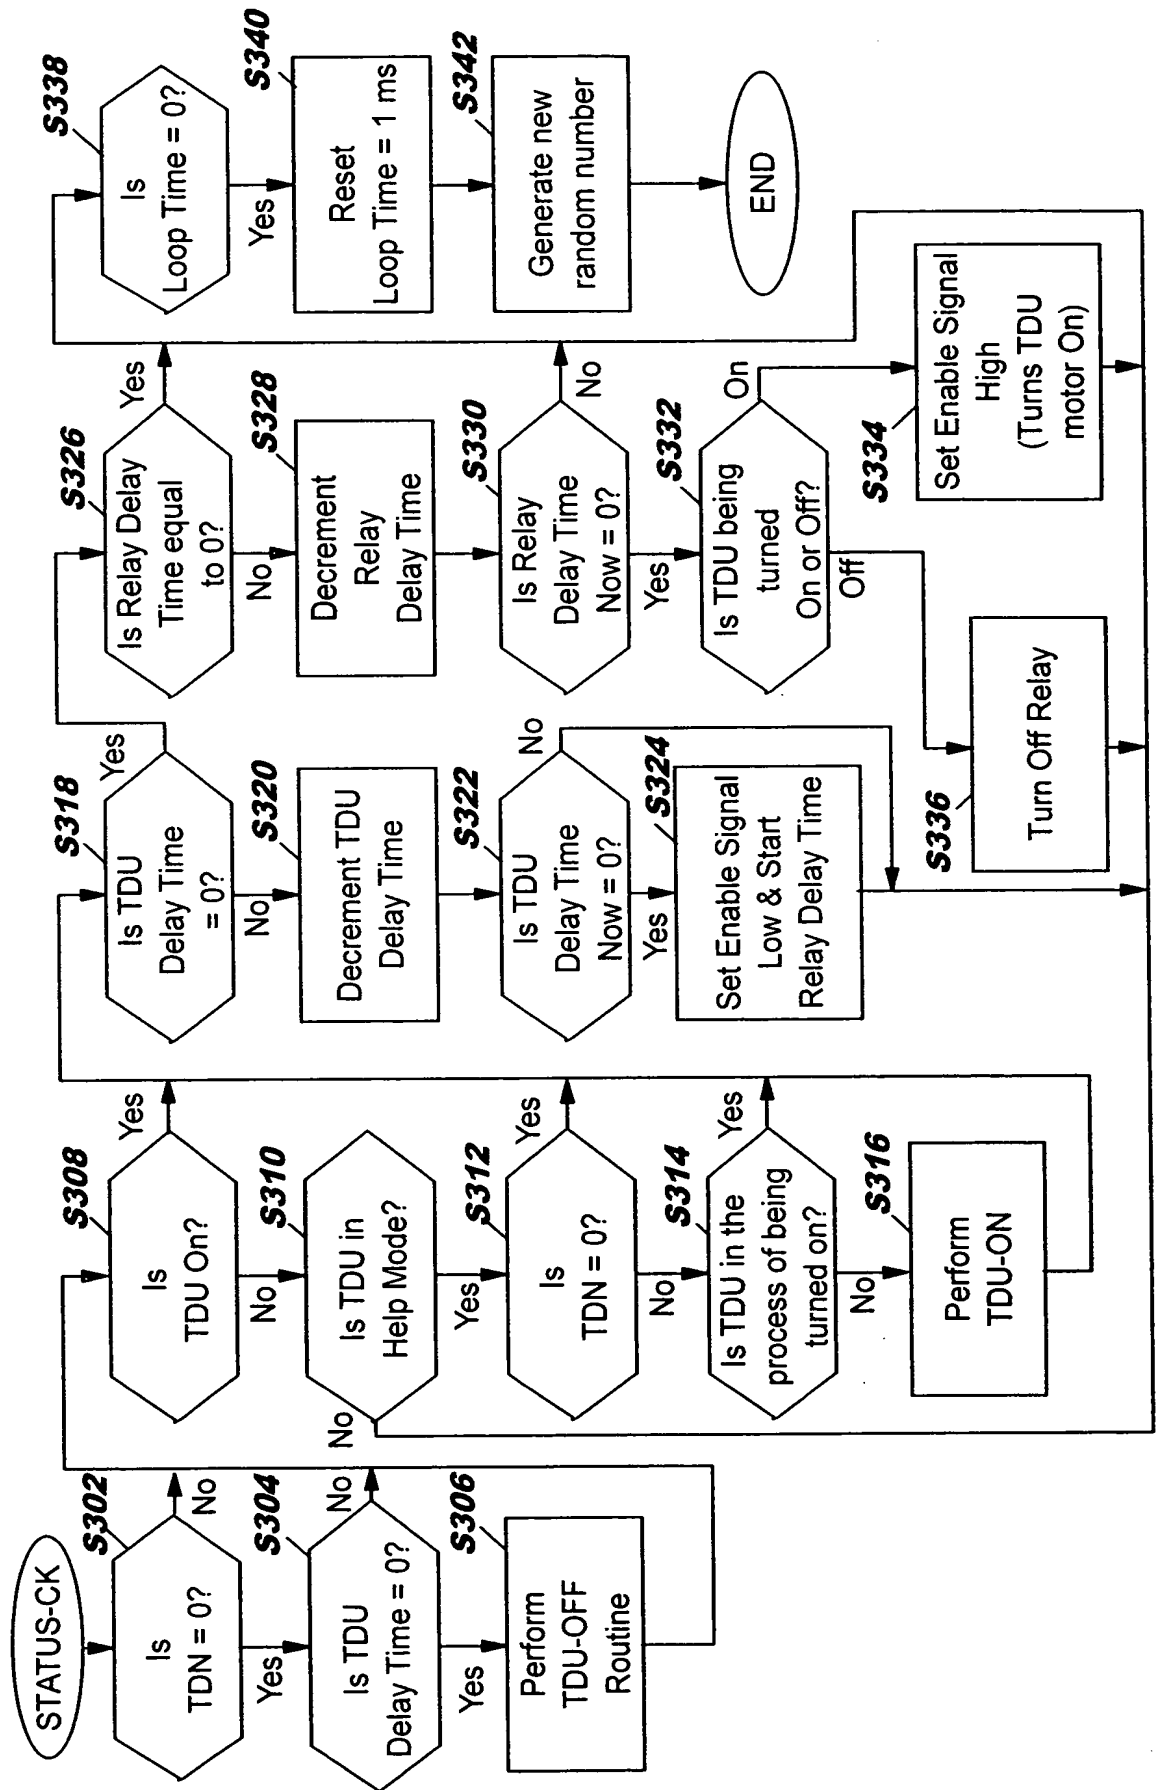 STATUS-CK
S302
Is
TDN = 0?
No
Yes
S304
Is TDU
Delay Time = 0?
No
Yes
S306
Perform
TDU-OFF
Routine
S308
Is
TDU On?
Yes
No
S310
Is TDU in
Help Mode?
No
Yes
S312
Is
TDN = 0?
Yes
No
S314
Is TDU in the
process of being
turned on?
Yes
No
S316
Perform
TDU-ON
S318
Is TDU
Delay Time
= 0?
Yes
No
S320
Decrement TDU
Delay Time
S322
Is TDU
Delay Time
Now = 0?
No
Yes
S324
Set Enable Signal
Low & Start
Relay Delay Time
S326
Is Relay Delay
Time equal
to 0?
Yes
No
S328
Decrement
Relay
Delay Time
S330
Is Relay
Delay Time
Now = 0?
No
Yes
S332
Is TDU being
turned
On or Off?
On
Off
S334
Set Enable Signal
High
(Turns TDU
motor On)
S336
Turn Off Relay
S338
Is
Loop Time = 0?
Yes
S340
Reset
Loop Time = 1 ms
S342
Generate new
random number
END